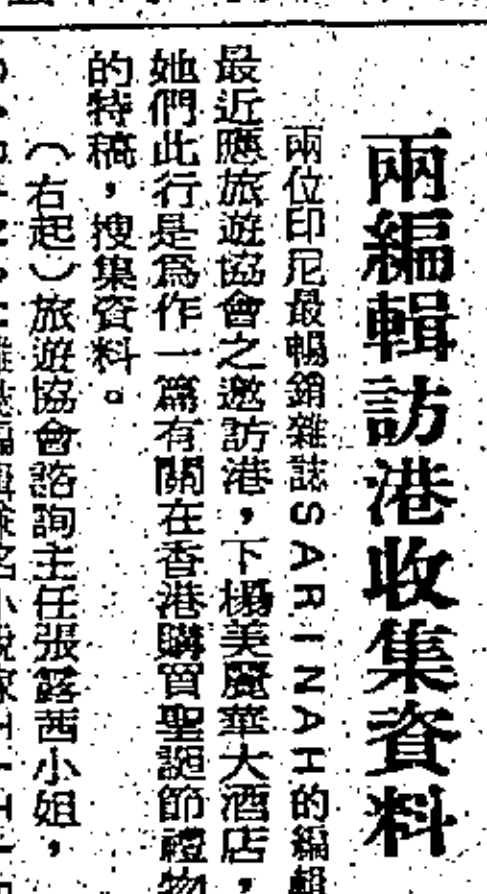 兩編輯訪港收集資料
兩位印尼最暢銷雜誌SARINAH的編輯
最近應旅遊協會之邀訪港，下榻美麗華大酒店，
她們此行是爲作一篇有關在香港購買聖誕節禮物
的特稿，搜集資料。
（右起）旅遊協會諮詢主任張露茜小姐，